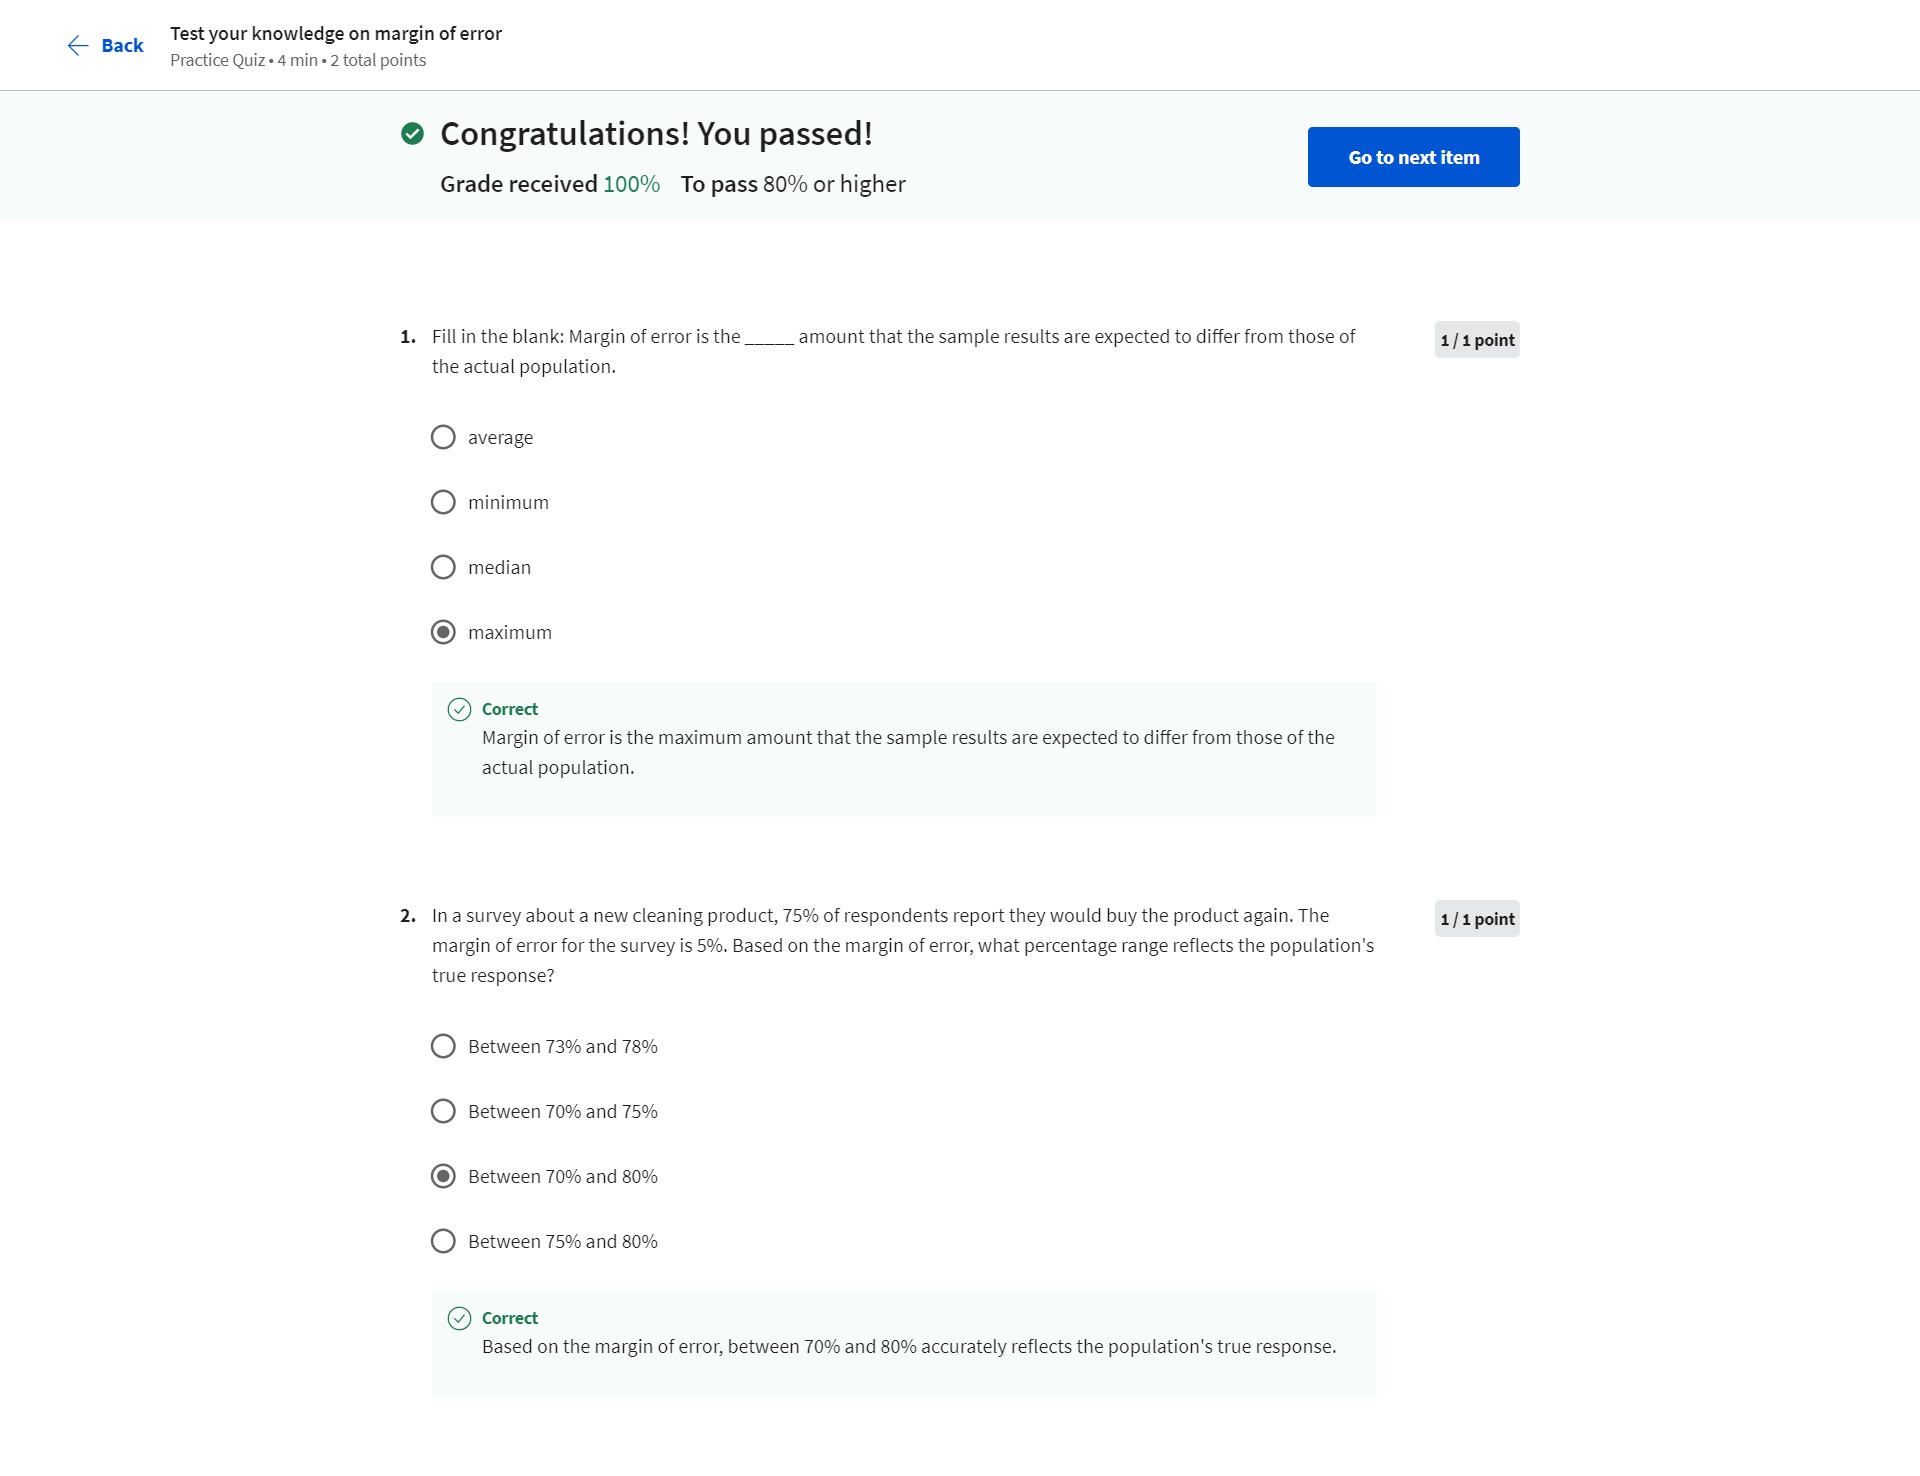 Back
Test your knowledge on margin of error
Practice Quiz • 4 min • 2 total points
Congratulations! You passed!
Grade received 100% To pass 80% or higher
Go to next item
1. Fill in the blank: Margin of error is the _____ amount that the sample results are expected to differ from those of
the actual population.
1 / 1 point
average
minimum
median
maximum
Correct
Margin of error is the maximum amount that the sample results are expected to differ from those of the
actual population.
2. In a survey about a new cleaning product, 75% of respondents report they would buy the product again. The
margin of error for the survey is 5%. Based on the margin of error, what percentage range reflects the population's
true response?
1 / 1 point
Between 73% and 78%
Between 70% and 75%
Between 70% and 80%
Between 75% and 80%
Correct
Based on the margin of error, between 70% and 80% accurately reflects the population's true response.